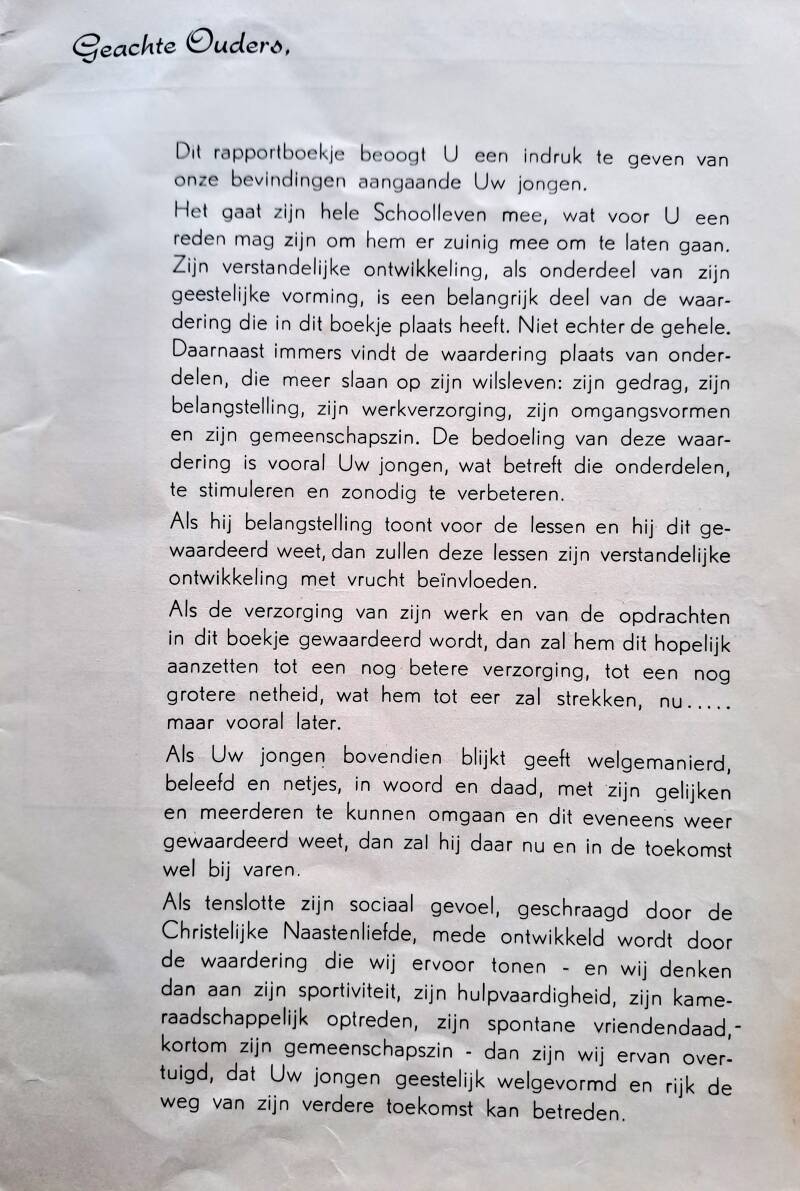 Geachte Ouders,
Dit rapportboekje beoogt U een indruk te geven van
onze bevindingen aangaande Uw jongen.
Het gaat zijn hele Schoolleven mee, wat voor U een
reden mag zijn om hem er zuinig mee om te laten gaan.
Zijn verstandelijke ontwikkeling, als onderdeel van zijn
geestelijke vorming, is een belangrijk deel van de waar-
dering die in dit boekje plaats heeft. Niet echter de gehele.
Daarnaast immers vindt de waardering plaats van onder-
delen, die meer slaan op zijn wilsleven: zijn gedrag, zijn
belangstelling, zijn werkverzorging, zijn omgangsvormen
en zijn gemeenschapszin. De bedoeling van deze waar-
dering is vooral Uw jongen, wat betreft die onderdelen,
te stimuleren en zonodig te verbeteren.
Als hij belangstelling toont voor de lessen en hij dit ge-
waardeerd weet, dan zullen deze lessen zijn verstandelijke
ontwikkeling met vrucht beïnvloeden.
Als de verzorging van zijn werk en van de opdrachten
in dit boekje gewaardeerd wordt, dan zal hem dit hopelijk
aanzetten tot een nog betere verzorging, tot een nog
grotere netheid, wat hem tot eer zal strekken, nu.....
maar vooral later.
Als Uw jongen bovendien blijkt geeft welgemanierd,
beleefd en netjes, in woord en daad, met zijn gelijken
en meerderen te kunnen omgaan en dit eveneens weer
gewaardeerd weet, dan zal hij daar nu en in de toekomst
wel bij varen.
Als tenslotte zijn sociaal gevoel, geschraagd door de
Christelijke Naastenliefde, mede ontwikkeld wordt door
de waardering die wij ervoor tonen - en wij denken
dan aan zijn sportiviteit, zijn hulpvaardigheid, zijn kame-
raadschappelijk optreden, zijn spontane vriendendaad,-
kortom zijn gemeenschapszin - dan zijn wij ervan over-
tuigd, dat Uw jongen geestelijk welgevormd en rijk de
weg van zijn verdere toekomst kan betreden.